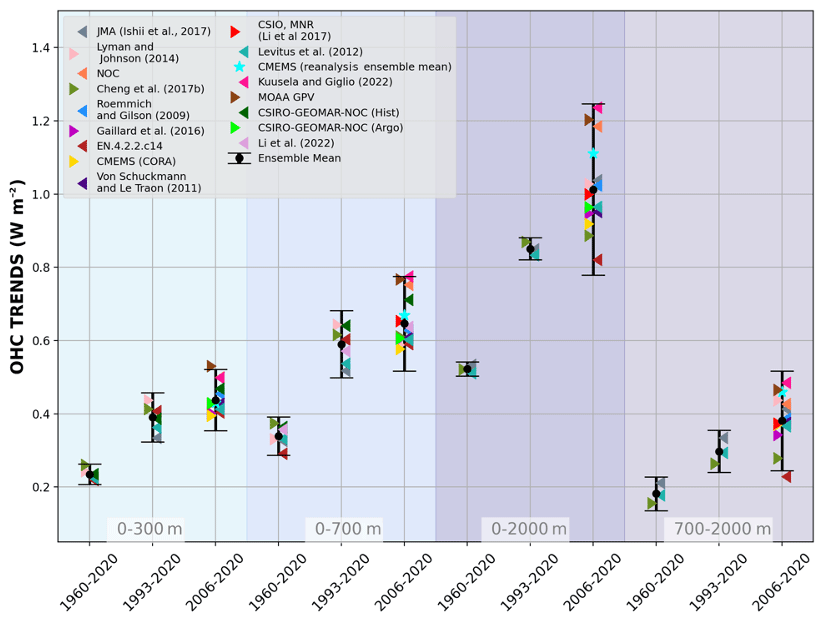 OHC TRENDS (W m⁻²)
1.4
1.2
1.0
0.8
0.6
0.4
0.2
JMA (Ishii et al., 2017)
Lyman and
Johnson (2014)
NOC
Cheng et al. (2017b)
Roemmich
and Gilson (2009)
Gaillard et al. (2016)
EN.4.2.2.c14
CMEMS (CORA)
Von Schuckmann
and Le Traon (2011)
CSIO, MNR
(Li et al 2017)
Levitus et al. (2012)
CMEMS (reanalysis ensemble mean)
Kuusela and Giglio (2022)
MOAA GPV
CSIRO-GEOMAR-NOC (Hist)
CSIRO-GEOMAR-NOC (Argo)
Li et al. (2022)
Ensemble Mean
0-300 m
0-700 m
0-2000 m
700-2000 m
1960-2020
1993-2020
2006-2020
1960-2020
1993-2020
2006-2020
1960-2020
1993-2020
2006-2020
1960-2020
1993-2020
2006-2020